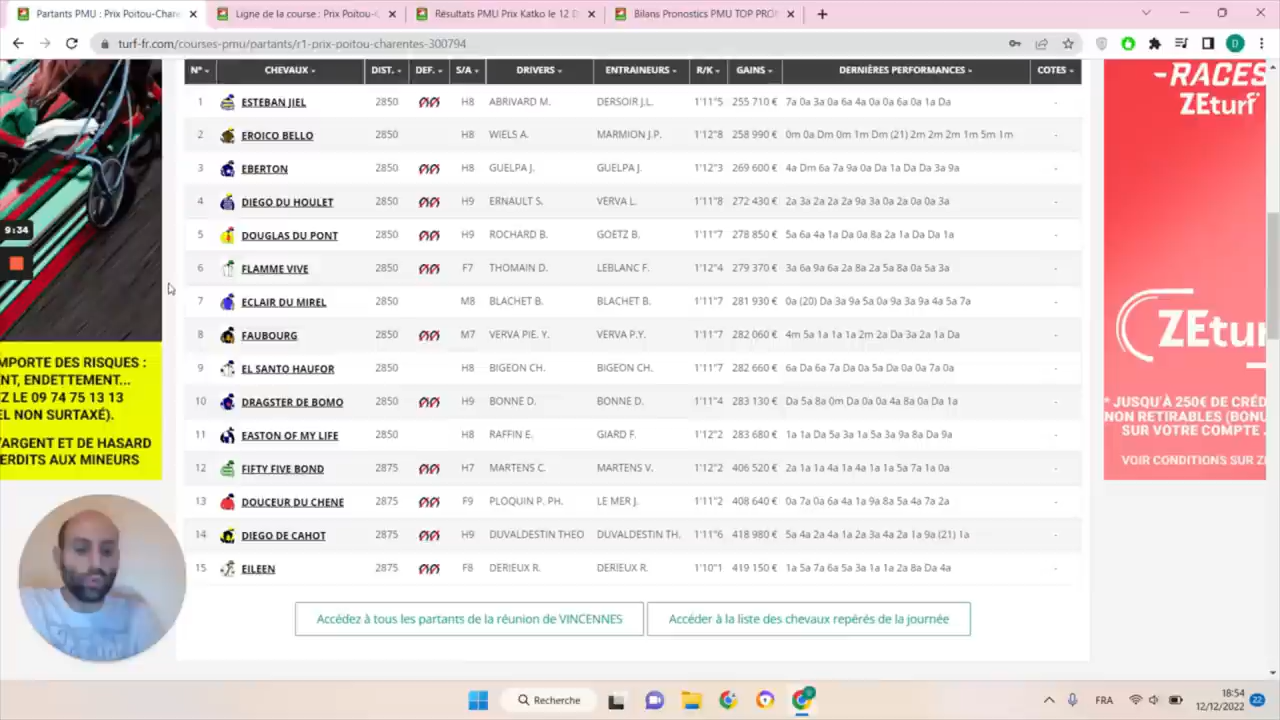 Partants PMU : Prix Poitou-Chare
Ligne de la course : Prix Poitou-C
Résultats PMU Prix Katko le 12 D
Bilans Pronostics PMU TOP PRO
turf-fr.com/courses-pmu/partants/r1-prix-poitou-charentes-300794
N° CHEVAUX DIST. DEF. S/A DRIVERS ENTRAINEURS R/K GAINS DERNIÈRES PERFORMANCES COTES
1 ESTEBAN JIEL 2850 H8 ABRIVARD M. DERSOIR J.L. 1'11"5 255 710 € 7a 0a 3a 0a 6a 4a 0a 0a 6a 0a 1a Da -
2 EROICO BELLO 2850 H8 WIELS A. MARMION J.P. 1'12"8 258 990 € 0m 0a Dm 0m 1m Dm (21) 2m 2m 2m 1m 5m 1m -
3 EBERTON 2850 H8 GUELPA J. GUELPA J. 1'12"3 269 600 € 4a Dm 6a 7a 9a 0a Da 1a Da Da 3a 9a -
4 DIEGO DU HOULET 2850 H9 ERNAULT S. VERVA L. 1'11"8 272 430 € 2a 3a 2a 2a 2a 9a 3a 0a 2a 0a 0a 3a -
5 DOUGLAS DU PONT 2850 H9 ROCHARD B. GOETZ B. 1'11"7 278 850 € 5a 6a 4a 1a Da 0a 8a 2a 1a Da Da 1a -
6 FLAMME VIVE 2850 F7 THOMAIN D. LEBLANC F. 1'12"4 279 370 € 3a 6a 9a 6a 2a 8a 2a 5a 8a 0a 5a 3a -
7 ECLAIR DU MIREL 2850 M8 BLACHET B. BLACHET B. 1'11"7 281 930 € 0a (20) Da 3a 9a 5a 0a 9a 3a 9a 4a 5a 7a -
8 FAUBOURG 2850 M7 VERVA PIE. Y. VERVA P.Y. 1'11"7 282 060 € 4m 5a 1a 1a 1a 2m 2a Da 3a 2a 1a Da -
9 EL SANTO HAUFOR 2850 H8 BIGEON CH. BIGEON CH. 1'11"7 282 660 € 6a Da 6a 7a Da 0a 5a Da 0a 0a 7a 0a -
10 DRAGSTER DE BOMO 2850 H9 BONNE D. BONNE D. 1'11"4 283 130 € Da 5a 8a 0m Da 0a 0a 4a 8a 0a Da 1a -
11 EASTON OF MY LIFE 2850 H8 RAFFIN E. GIARD F. 1'12"2 283 680 € 1a 1a Da 5a 3a 1a 5a 3a 9a 8a Da 9a -
12 FIFTY FIVE BOND 2875 H7 MARTENS C. MARTENS V. 1'12"2 406 520 € 2a 1a 1a 4a 1a 4a 1a 1a 5a 7a 1a 0a -
13 DOUCEUR DU CHENE 2875 F9 PLOQUIN P. PH. LE MER J. 1'11"2 408 640 € 0a 7a 0a 6a 4a 1a 9a 8a 5a 4a 7a 2a -
14 DIEGO DE CAHOT 2875 H9 DUVALDESTIN THEO DUVALDESTIN TH. 1'11"6 418 980 € 5a 4a 2a 4a 1a 2a 3a 4a 2a 1a 9a (21) 1a -
15 EILEEN 2875 F8 DERIEUX R. DERIEUX R. 1'10"1 419 150 € 1a 5a 7a 6a 5a 3a 1a 1a 2a 8a Da 4a -
Accédez à tous les partants de la réunion de VINCENNES
Accéder à la liste des chevaux repérés de la journée
9:34
MPORTE DES RISQUES :
NT, ENDETTEMENT...
Z LE 09 74 75 13 13
EL NON SURTAXÉ).
'ARGENT ET DE HASARD
ERDITS AUX MINEURS
-RACES
ZEturf
ZEtur
* JUSQU'À 250€ DE CRÉD
NON RETIRABLES (BONU
SUR VOTRE COMPTE
VOIR CONDITIONS SUR ZE
D
Recherche
FRA
18:54
12/12/2022
22